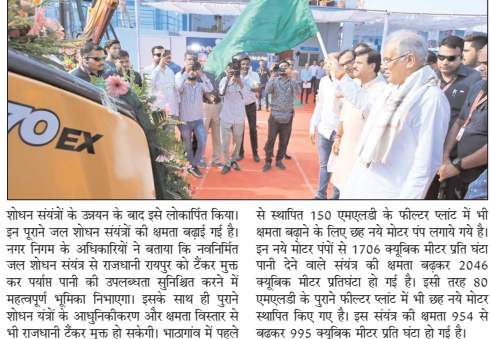 70 EX
शोधन संयंत्रों के उन्नयन के बाद इसे लोकार्पित किया।
इन पूराने जल शोधन संयंत्रों की क्षमता बढ़ाई गई है।
नगर निगम के अधिकारियों ने बताया कि नवनिर्मित
जल शोधन संयंत्र से राजधानी रायपुर को टैंकर मुक्त
कर पर्याप्त पानी की उपलब्धता सुनिश्चित करने में
महत्वपूर्ण भूमिका निभाएगा। इसके साथ ही पुराने
शोधन यंत्रों के आधुनिकीकरण और क्षमता विस्तार से
भी राजधानी टैंकर मुक्त हो सकेगी। भाठागांव में पहले
से स्थापित 150 एमएलडी के फील्टर प्लांट में भी
क्षमता बढ़ाने के लिए छह नये मोटर पंप लगाये गये है।
इन नये मोटर पंपों से 1706 क्यूबिक मीटर प्रति घंटा
पानी देने वाले संयंत्र की क्षमता बढ़कर 2046
क्यूबिक मीटर प्रतिघंटा हो गई है। इसी तरह 80
एमएलडी के पुराने फील्टर प्लांट में भी छह नये मोटर
स्थापित किए गए है। इस संयंत्र की क्षमता 954 से
बढ़कर 995 क्यूबिक मीटर प्रति घंटा हो गई है।